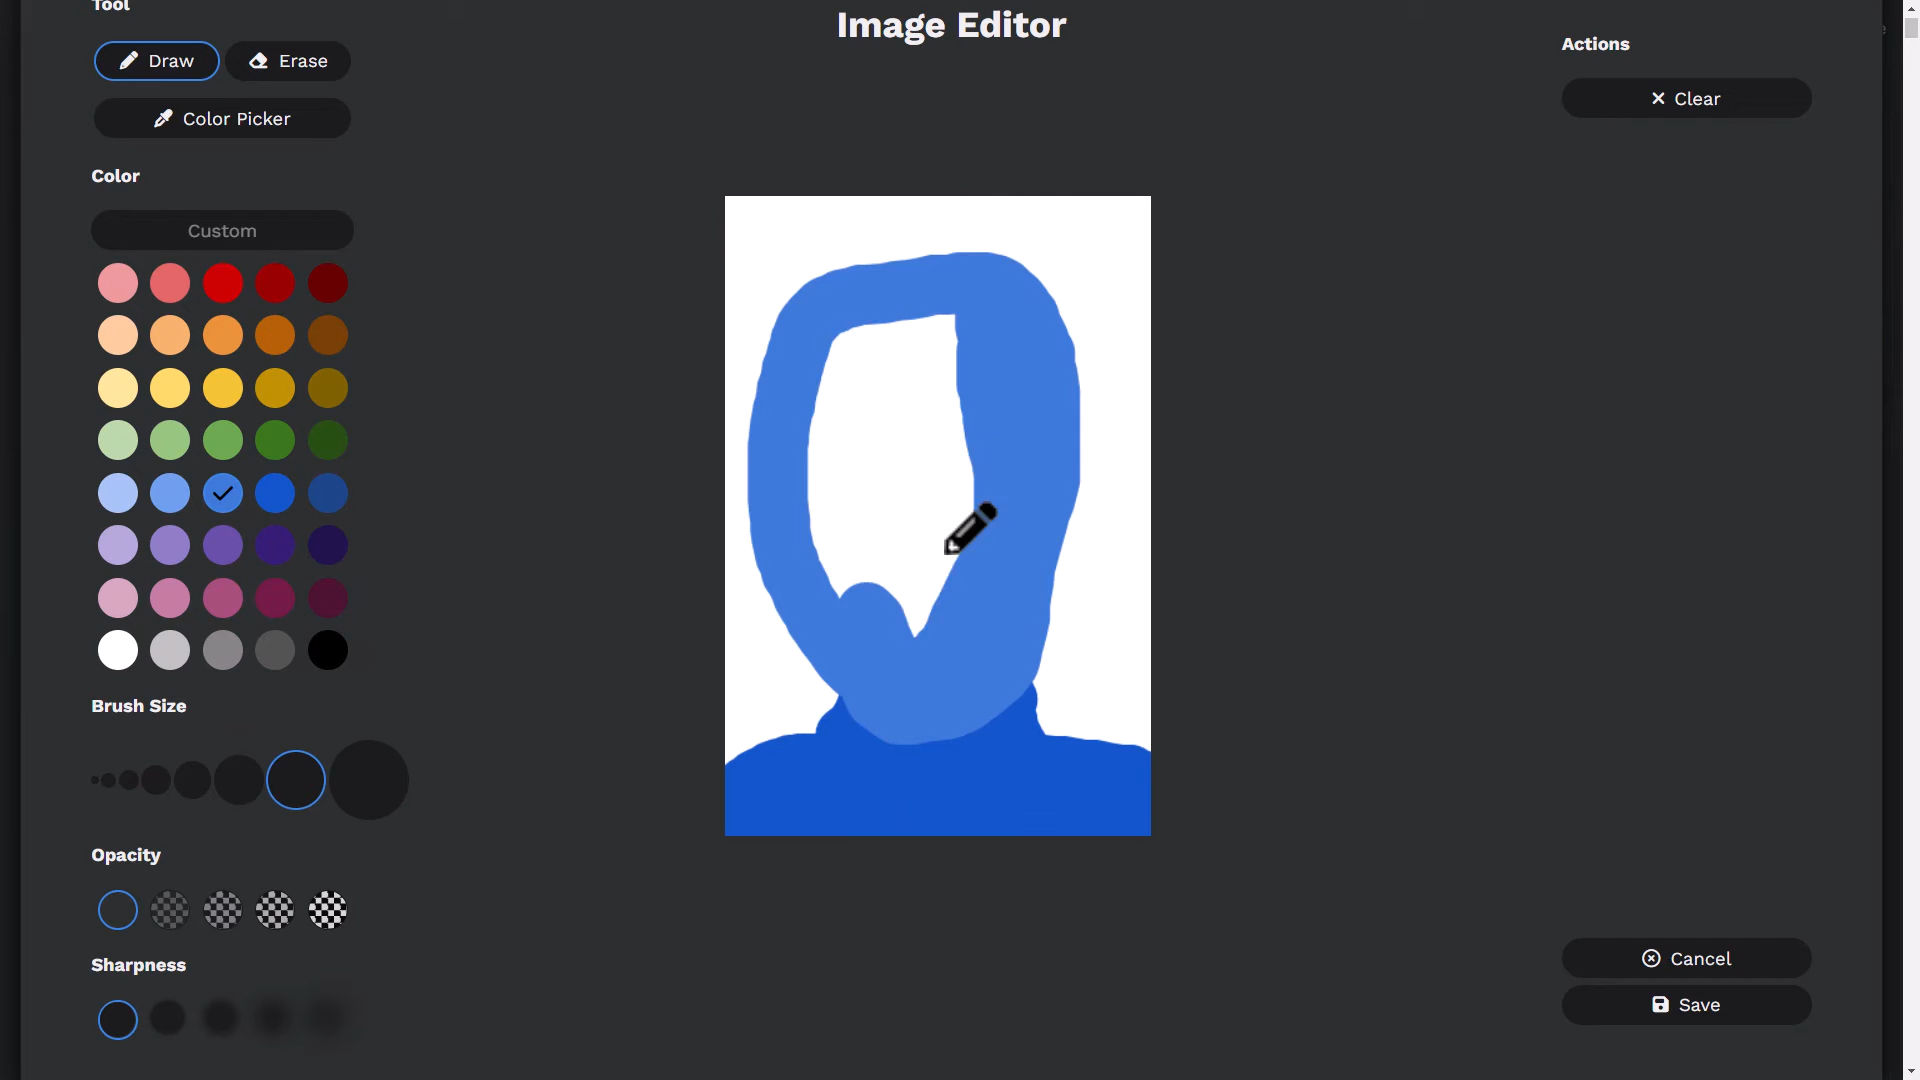 Tool
Image Editor
Actions
Draw
Erase
Clear
Color Picker
Color
Custom
Brush Size
Opacity
Cancel
Sharpness
Save